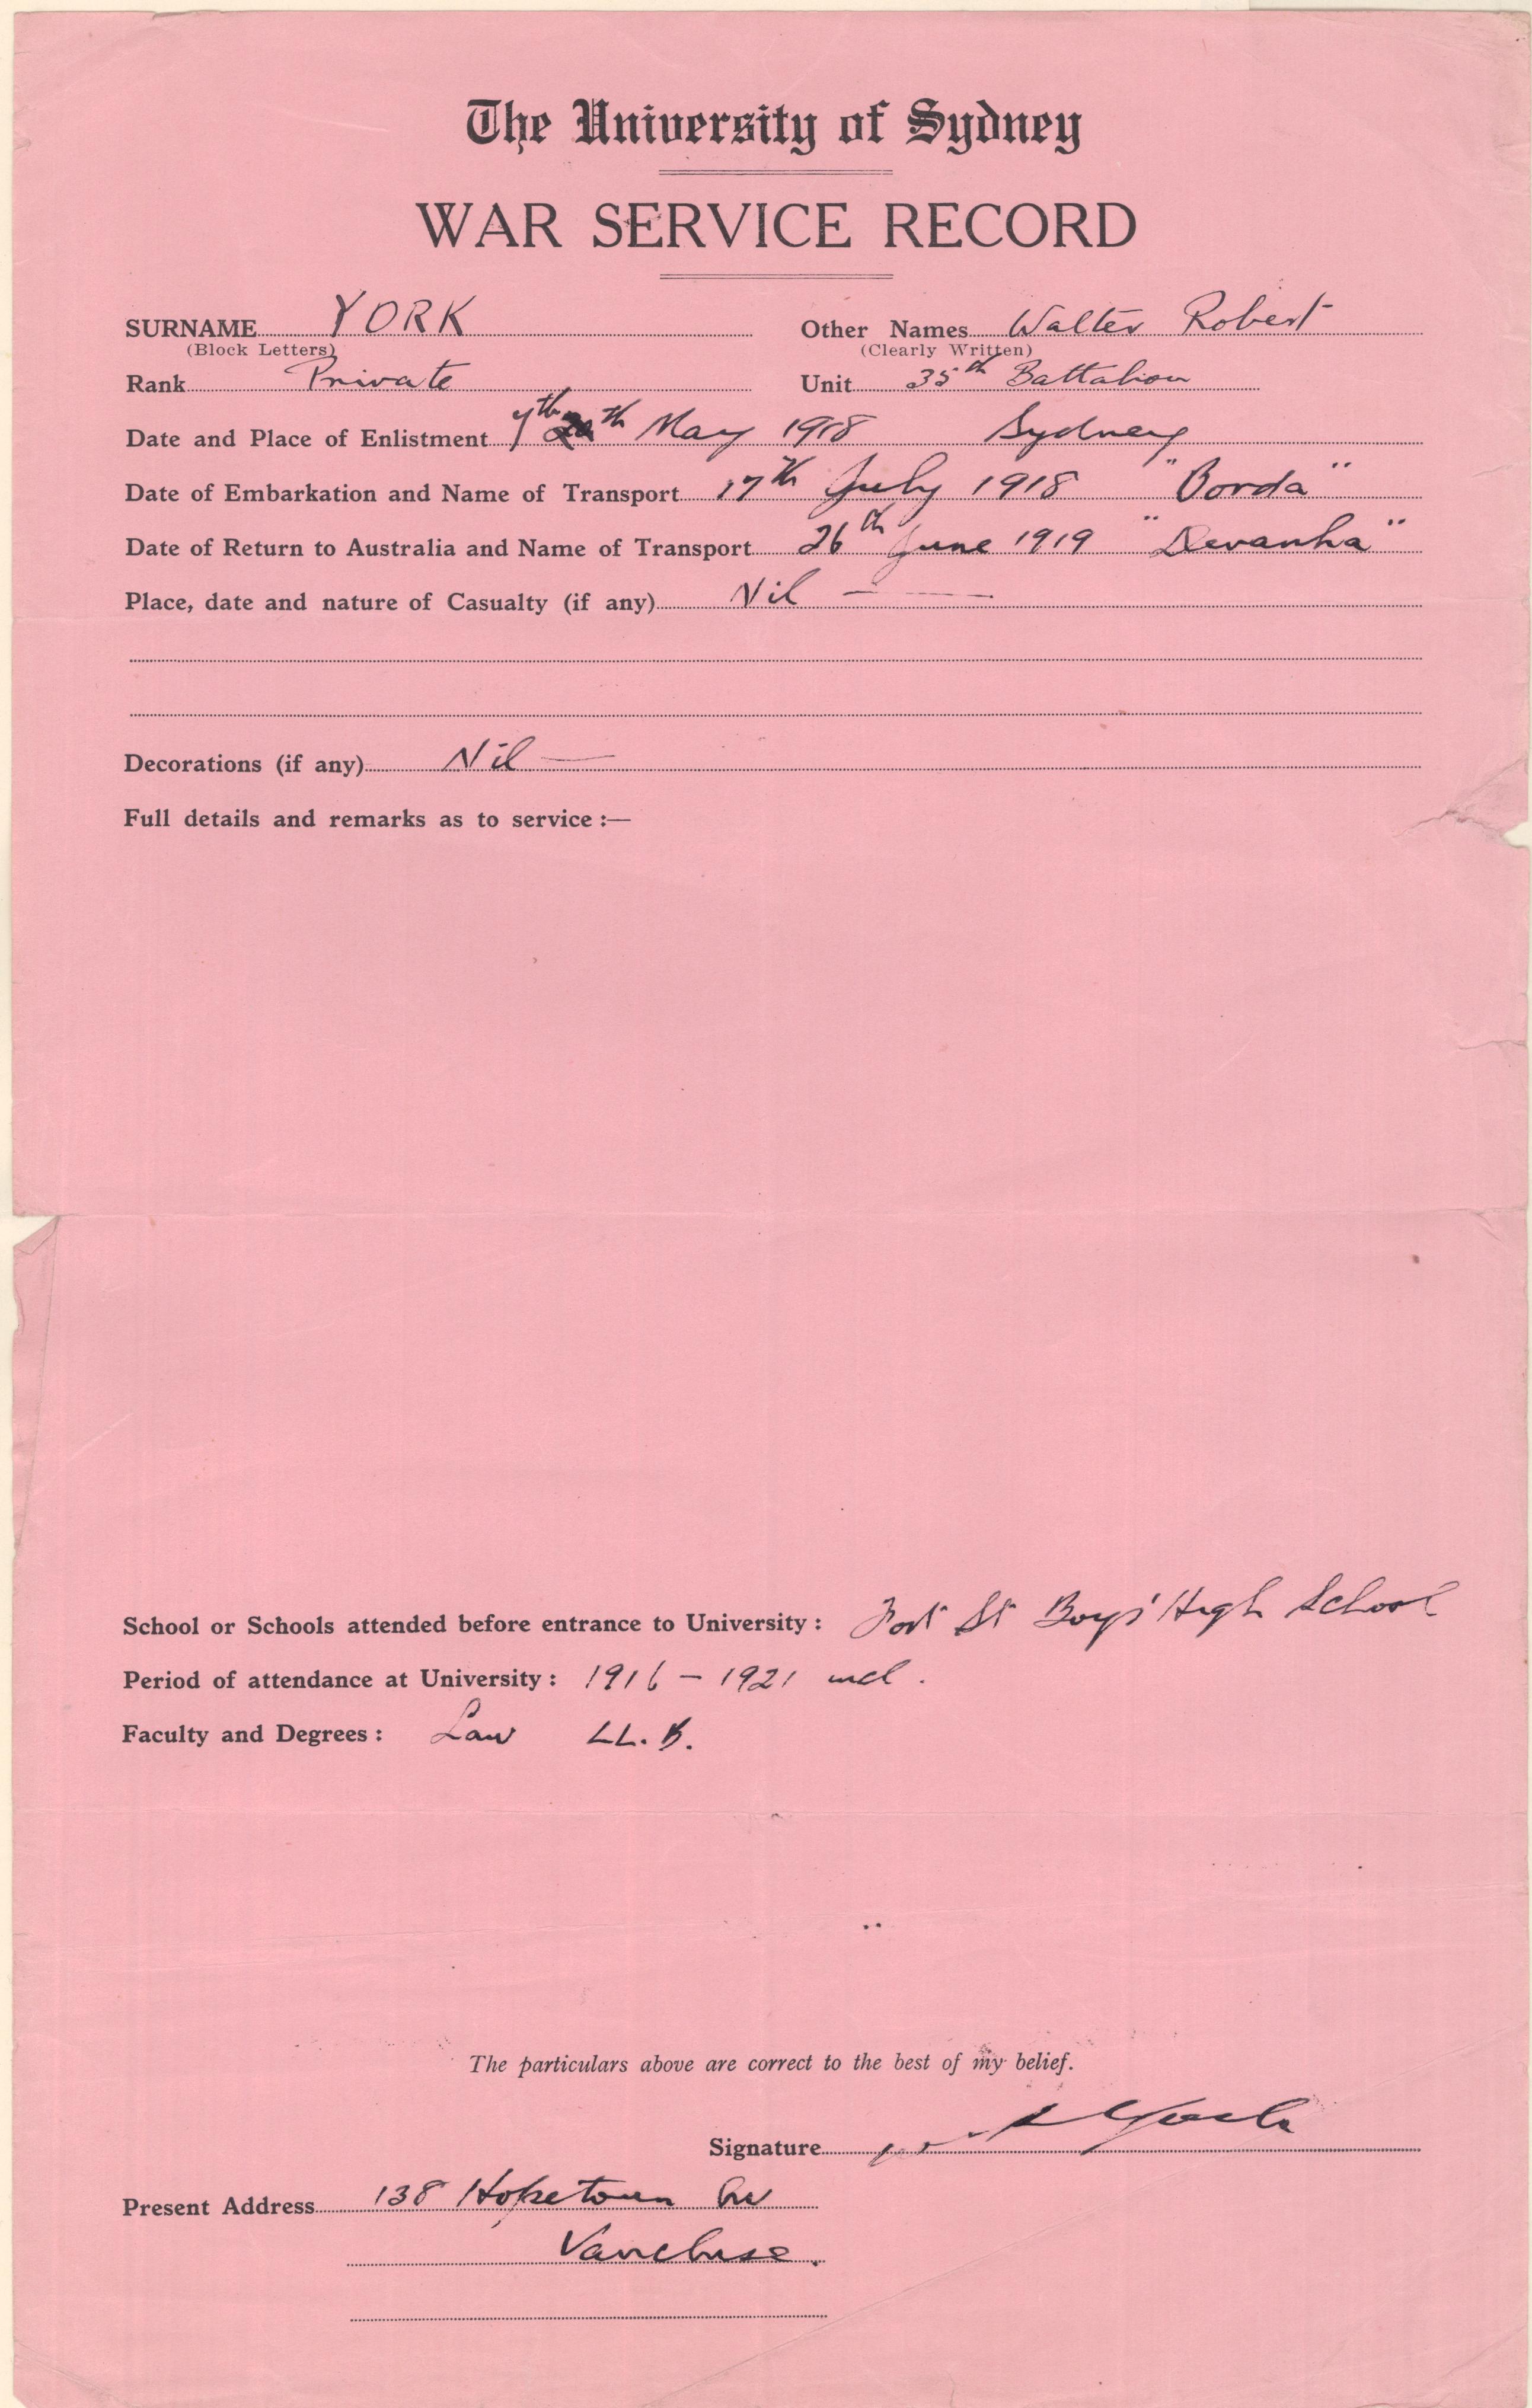 The University of Sydney
WAR SERVICE RECORD
SURNAME YORK Other Names Walter Robert
(Block Letters) (Clearly Written)
Rank Private Unit 35th Battalion
Date and Place of Enlistment 7th th May 1918 Sydney
Date of Embarkation and Name of Transport 17th July 1918 "Borda"
Date of Return to Australia and Name of Transport 26th June 1919 "Devanha"
Place, date and nature of Casualty (if any) Nil —
Decorations (if any) Nil —
Full details and remarks as to service :—
School or Schools attended before entrance to University : Fort St Boys' High School
Period of attendance at University : 1916 - 1921 incl.
Faculty and Degrees : Law LL.B.
The particulars above are correct to the best of my belief.
Signature York
Present Address 138 Hopetoun Av
Vaucluse.